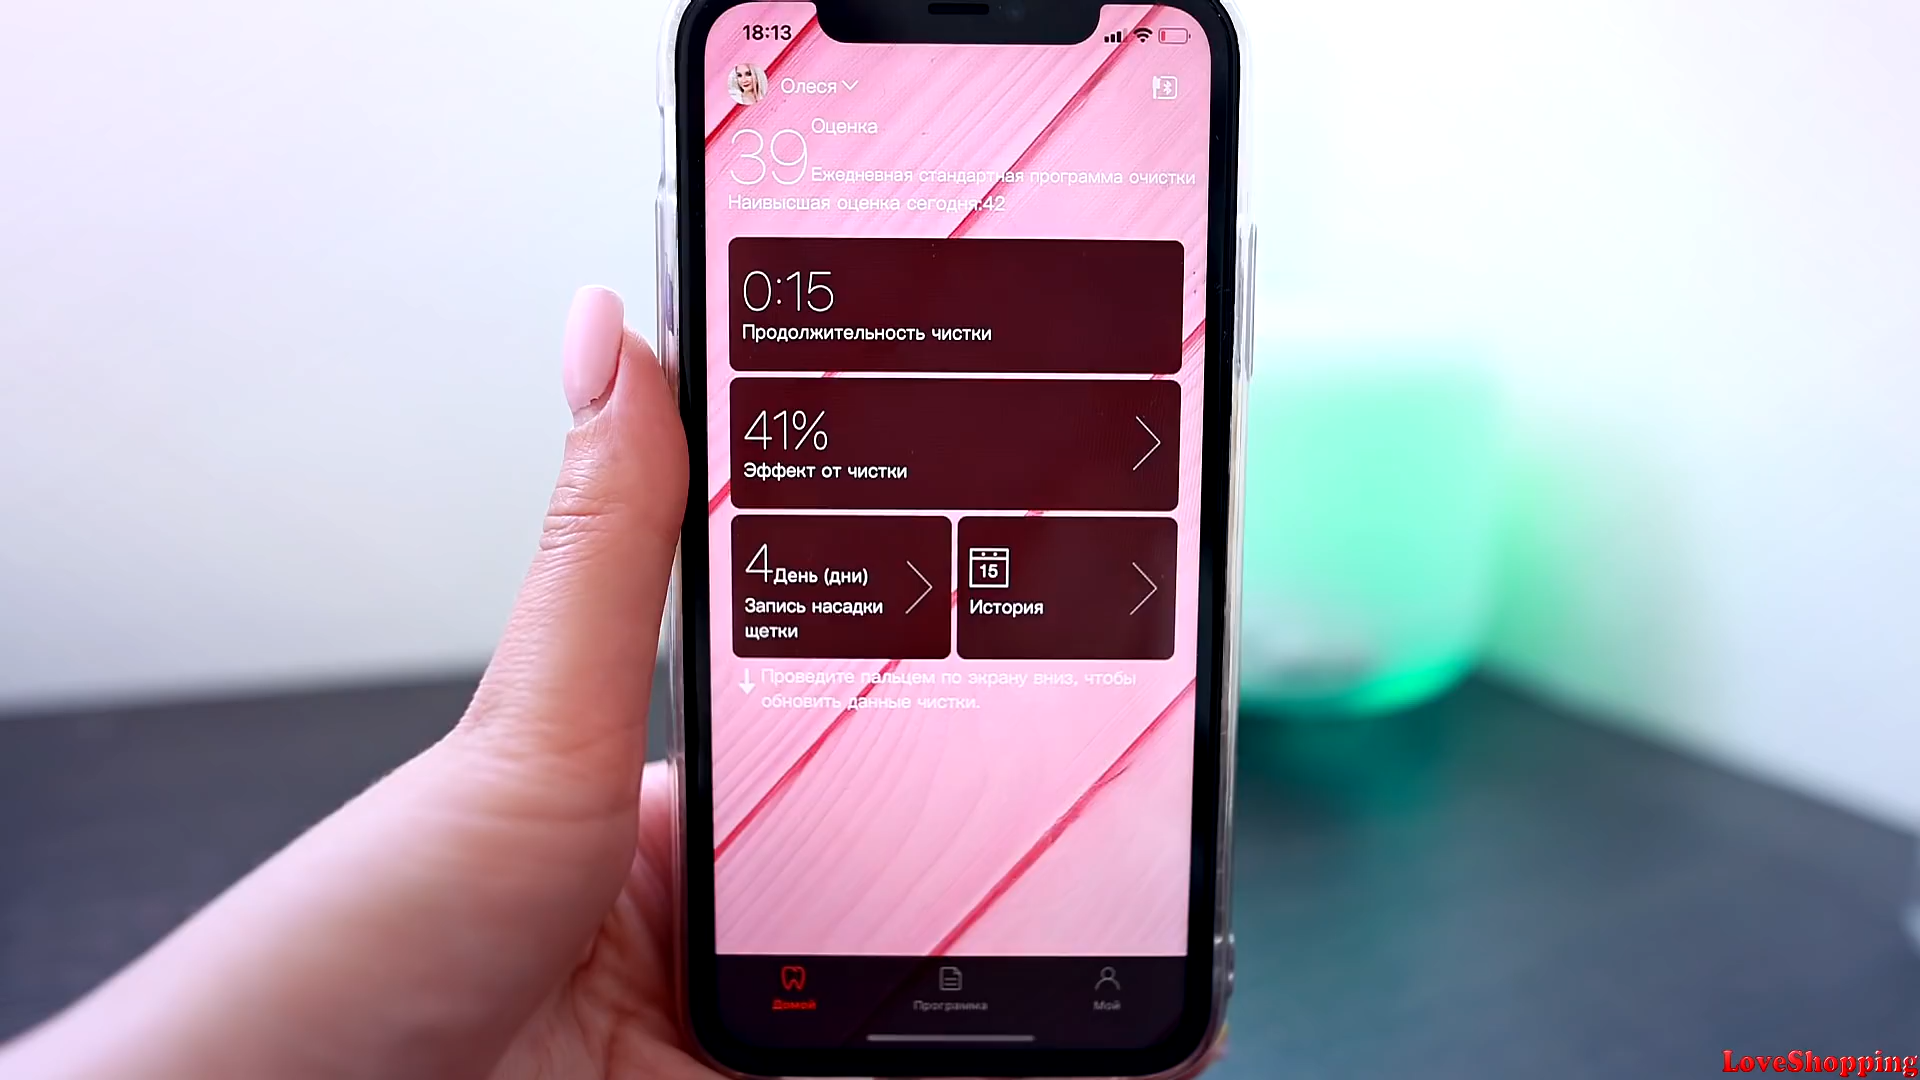 18:13
Олеся
Оценка
39
Ежедневная стандартная программа очистки
Наивысшая оценка сегодня:42
0:15
Продолжительность чистки
41%
Эффект от чистки
4 День (дни)
Запись насадки
щетки
15
История
Проведите пальцем по экрану вниз, чтобы
обновить данные чистки.
Домой
Программа
Мой
LoveShopping